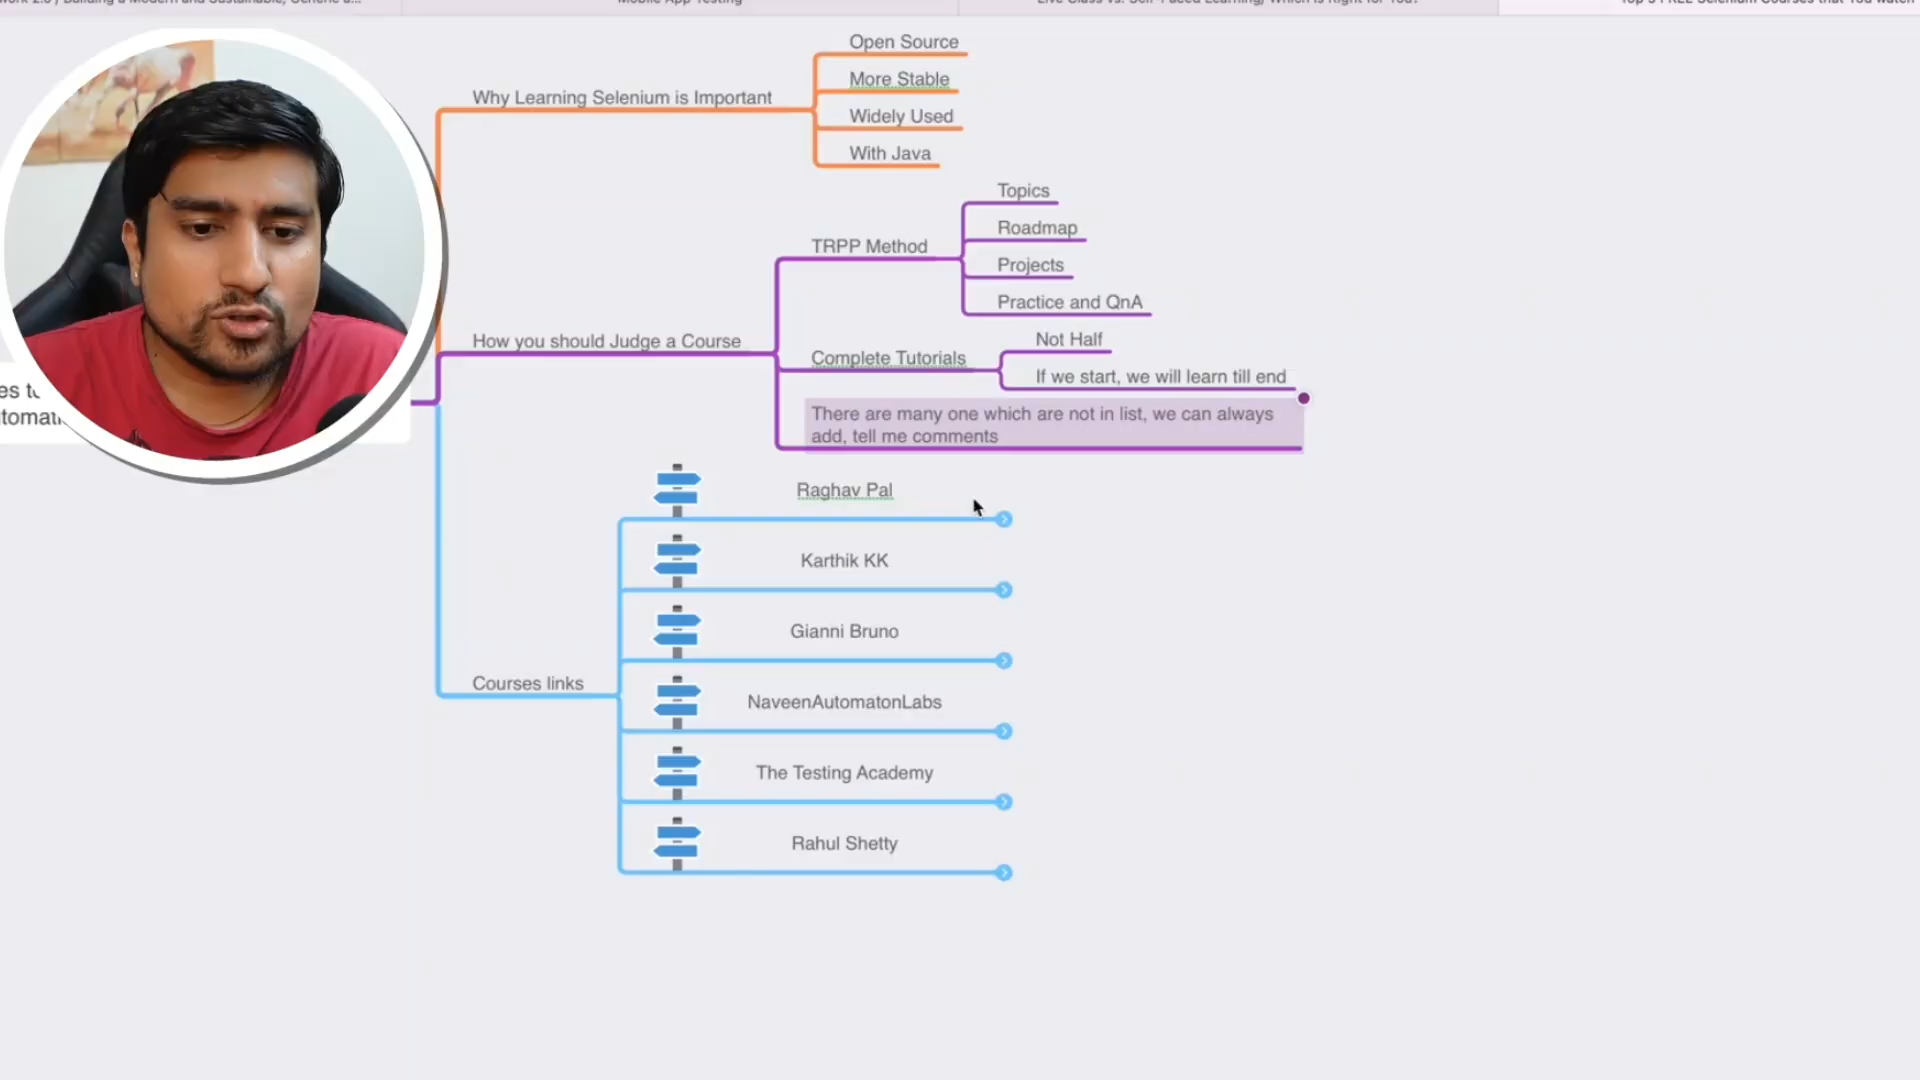 Mobile App Testing
Live Class vs. Self-Paced Learning, Which is Right for You?
Why Learning Selenium is Important
Open Source
More Stable
Widely Used
With Java
How you should Judge a Course
TRPP Method
Topics
Roadmap
Projects
Practice and QnA
Complete Tutorials
Not Half
If we start, we will learn till end
There are many one which are not in list, we can always
add, tell me comments
Courses links
Raghav Pal
Karthik KK
Gianni Bruno
NaveenAutomatonLabs
The Testing Academy
Rahul Shetty